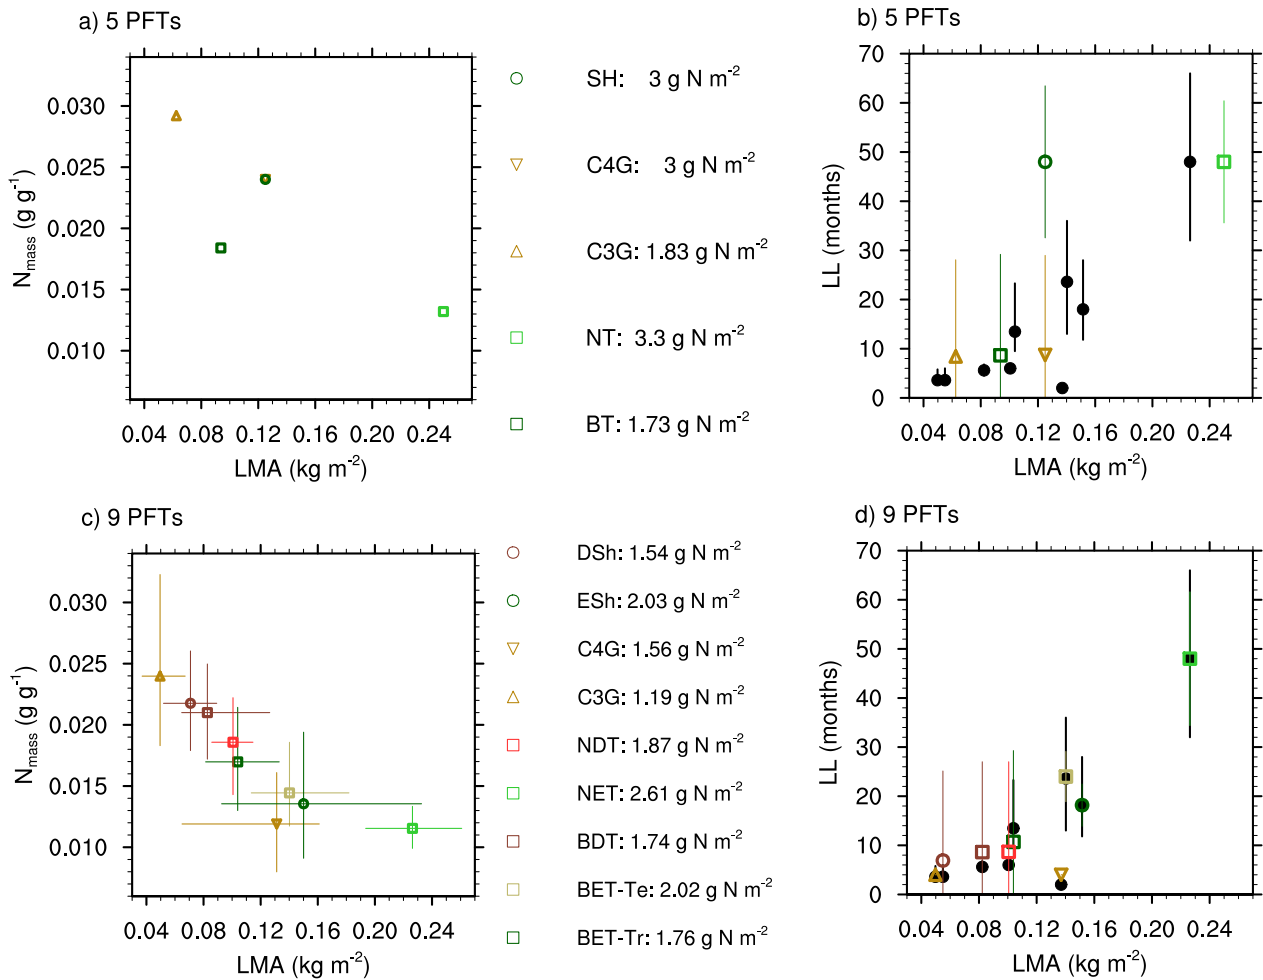 a) 5 PFTs
N_mass (g g⁻¹)
0.030
0.025
0.020
0.015
0.010
0.04 0.08 0.12 0.16 0.20 0.24
LMA (kg m⁻²)
SH: 3 g N m⁻²
C4G: 3 g N m⁻²
C3G: 1.83 g N m⁻²
NT: 3.3 g N m⁻²
BT: 1.73 g N m⁻²
b) 5 PFTs
LL (months)
70
60
50
40
30
20
10
0
0.04 0.08 0.12 0.16 0.20 0.24
LMA (kg m⁻²)
c) 9 PFTs
N_mass (g g⁻¹)
0.030
0.025
0.020
0.015
0.010
0.04 0.08 0.12 0.16 0.20 0.24
LMA (kg m⁻²)
DSh: 1.54 g N m⁻²
ESh: 2.03 g N m⁻²
C4G: 1.56 g N m⁻²
C3G: 1.19 g N m⁻²
NDT: 1.87 g N m⁻²
NET: 2.61 g N m⁻²
BDT: 1.74 g N m⁻²
BET-Te: 2.02 g N m⁻²
BET-Tr: 1.76 g N m⁻²
d) 9 PFTs
LL (months)
70
60
50
40
30
20
10
0
0.04 0.08 0.12 0.16 0.20 0.24
LMA (kg m⁻²)